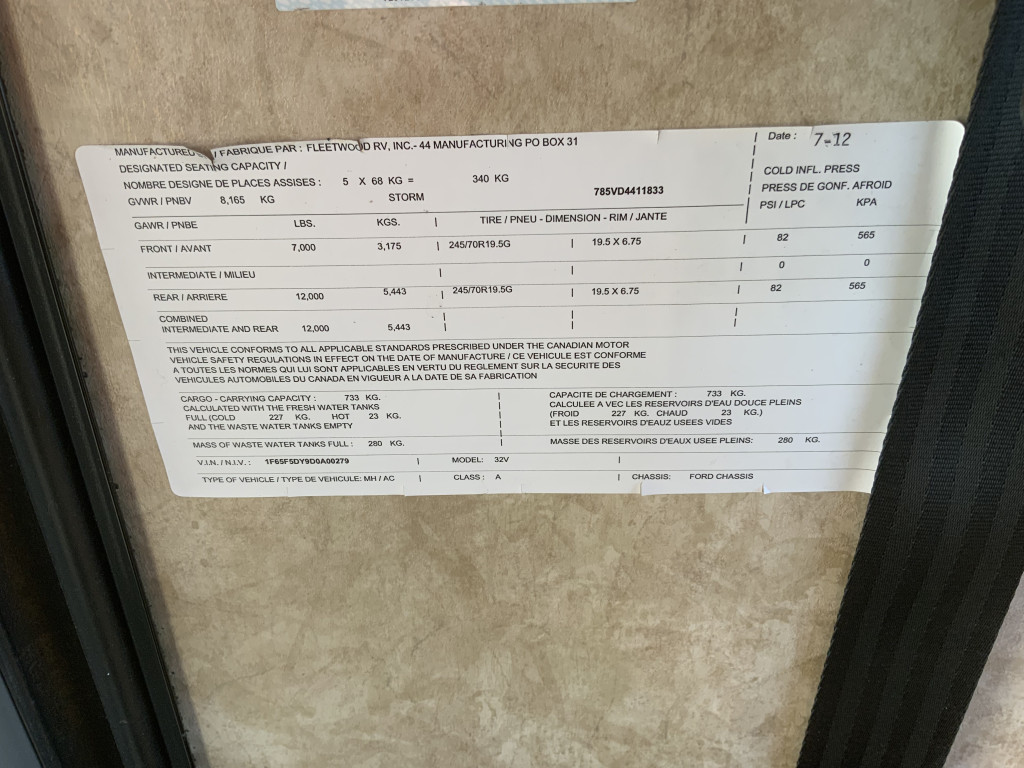 MANUFACTURED / FABRIQUE PAR : FLEETWOOD RV, INC.- 44 MANUFACTURING PO BOX 31
Date : 7-12
DESIGNATED SEATING CAPACITY /
NOMBRE DESIGNE DE PLACES ASSISES : 5 X 68 KG = 340 KG
GVWR / PNBV 8,165 KG STORM 785VD4411833
COLD INFL. PRESS
PRESS DE GONF. AFROID
GAWR / PNBE LBS. KGS. | TIRE / PNEU - DIMENSION - RIM / JANTE PSI / LPC KPA
FRONT / AVANT 7,000 3,175 | 245/70R19.5G | 19.5 X 6.75 | 82 565
INTERMEDIATE / MILIEU | | | 0 0
REAR / ARRIERE 12,000 5,443 | 245/70R19.5G | 19.5 X 6.75 | 82 565
COMBINED
INTERMEDIATE AND REAR 12,000 5,443
THIS VEHICLE CONFORMS TO ALL APPLICABLE STANDARDS PRESCRIBED UNDER THE CANADIAN MOTOR
VEHICLE SAFETY REGULATIONS IN EFFECT ON THE DATE OF MANUFACTURE / CE VEHICULE EST CONFORME
A TOUTES LES NORMES QUI LUI SONT APPLICABLES EN VERTU DU REGLEMENT SUR LA SECURITE DES
VEHICULES AUTOMOBILES DU CANADA EN VIGUEUR A LA DATE DE SA FABRICATION
CARGO - CARRYING CAPACITY : 733 KG.
CALCULATED WITH THE FRESH WATER TANKS
FULL (COLD 227 KG. HOT 23 KG.
AND THE WASTE WATER TANKS EMPTY
CAPACITE DE CHARGEMENT : 733 KG.
CALCULEE A VEC LES RESERVOIRS D'EAU DOUCE PLEINS
(FROID 227 KG. CHAUD 23 KG.)
ET LES RESERVOIRS D'EAUZ USEES VIDES
MASS OF WASTE WATER TANKS FULL : 280 KG. | MASSE DES RESERVOIRS D'EAUX USEE PLEINS: 280 KG.
V.I.N. / N.I.V. : 1F65F5DY9D0A00279 | MODEL: 32V |
TYPE OF VEHICLE / TYPE DE VEHICULE: MH / AC | CLASS : A | CHASSIS: FORD CHASSIS